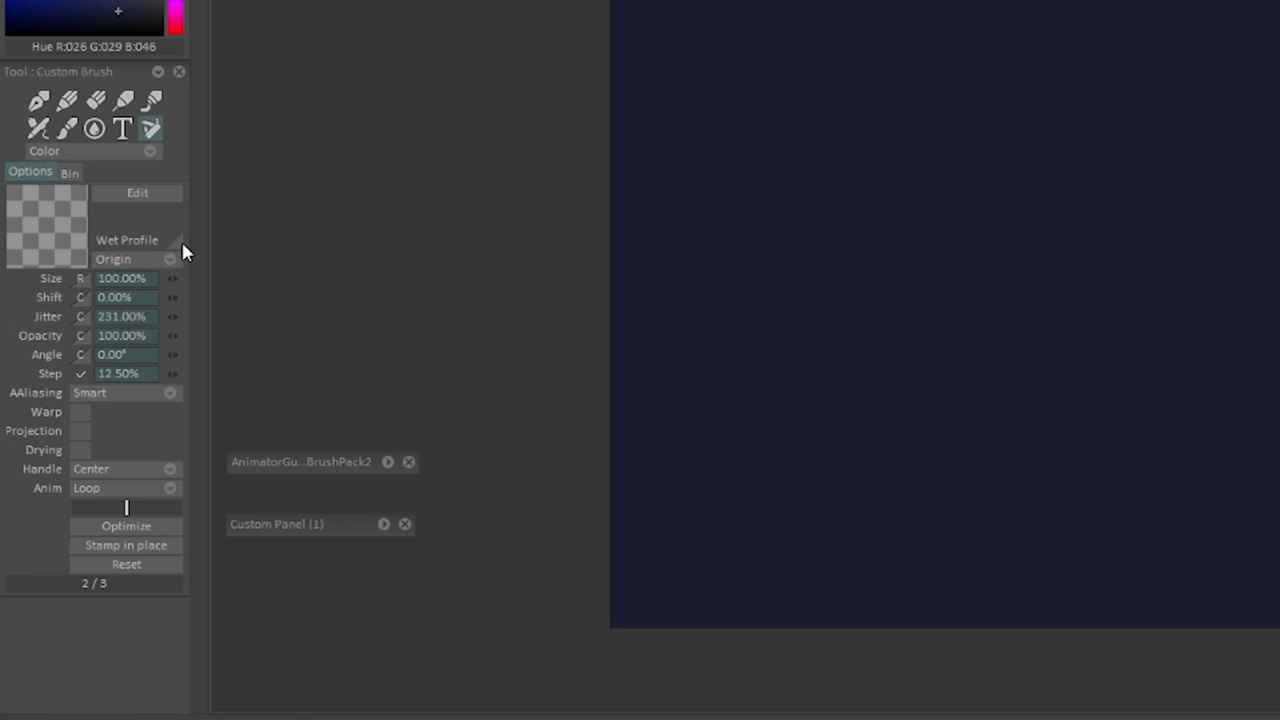 Hue R:026 G:029 B:046
Tool : Custom Brush
T
Color
Options Bin
Edit
Wet Profile
Origin
Size R 100.00%
Shift C 0.00%
Jitter C 231.00%
Opacity C 100.00%
Angle C 0.00°
Step 12.50%
AAliasing Smart
Warp
Projection
Drying
Handle Center
Anim Loop
Optimize
Stamp in place
Reset
2 / 3
AnimatorGu...BrushPack2
Custom Panel (1)